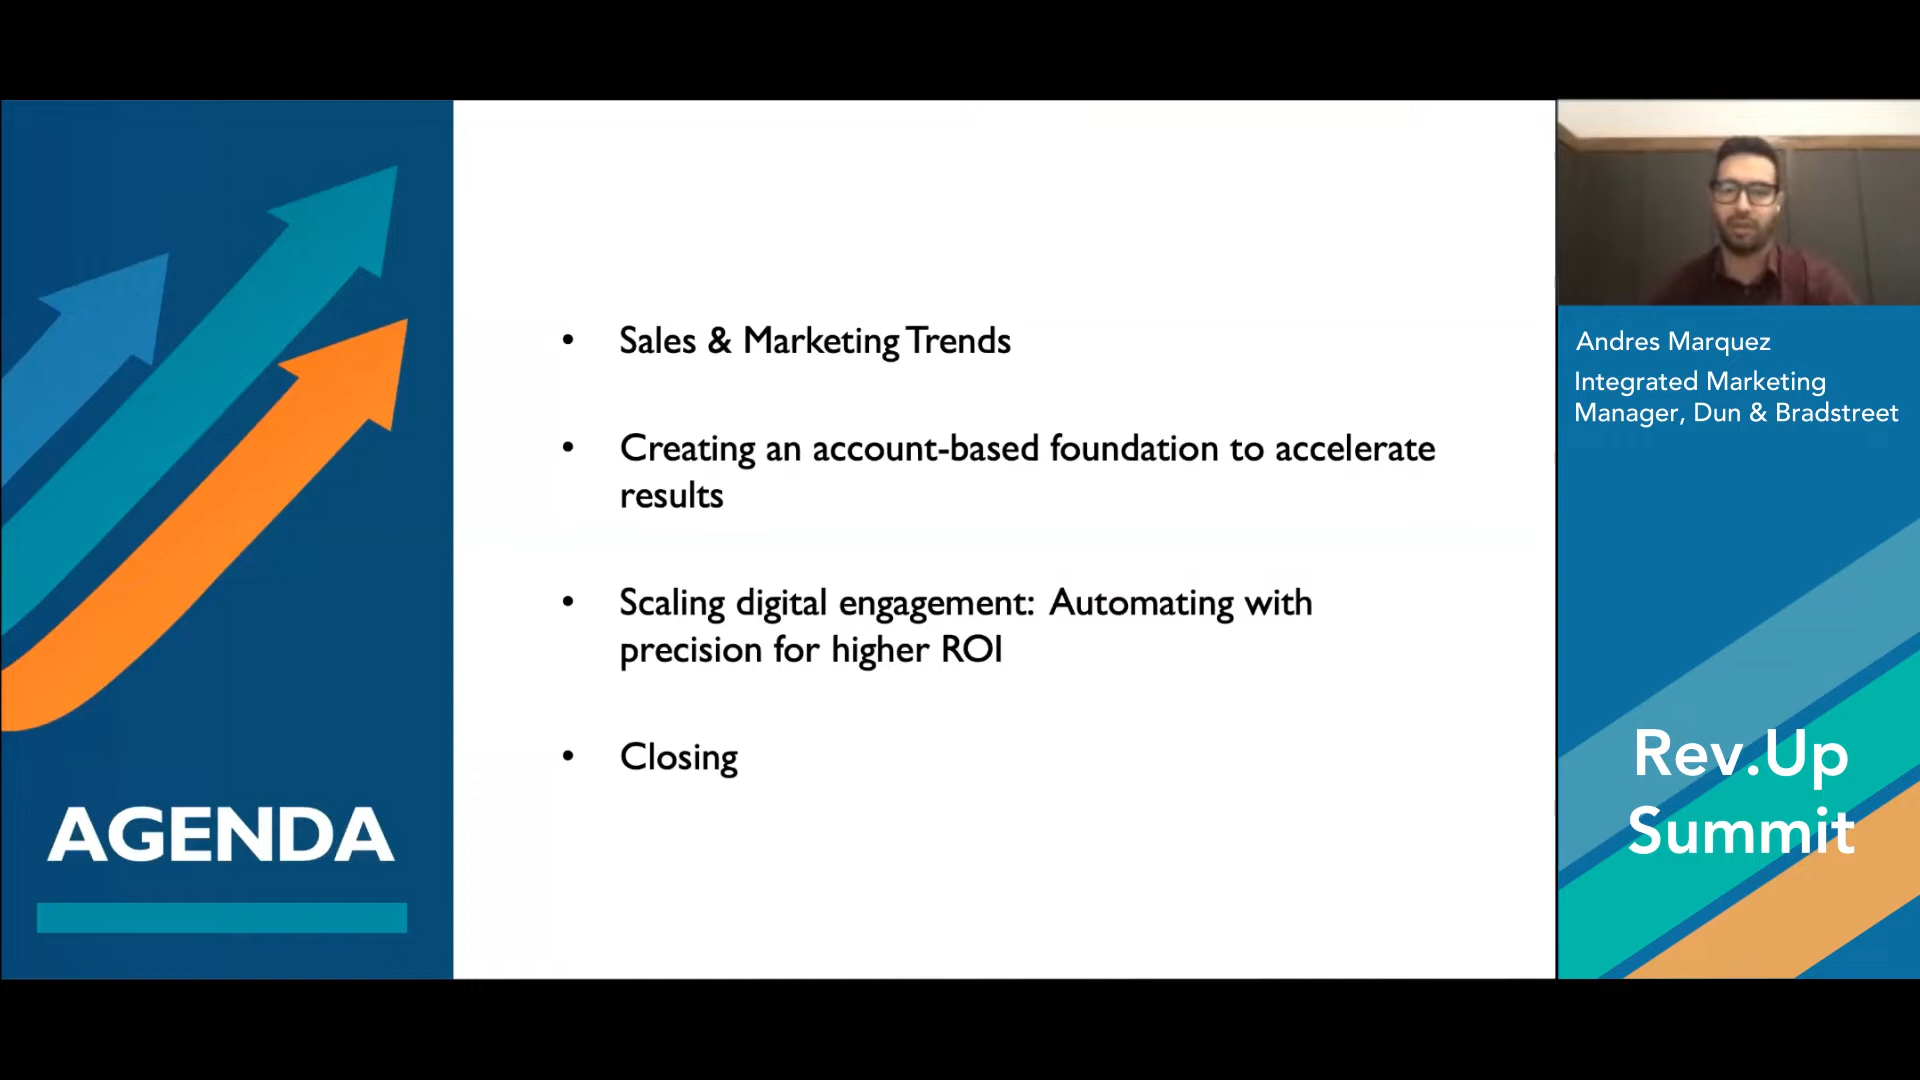 AGENDA
• Sales & Marketing Trends
• Creating an account-based foundation to accelerate
results
• Scaling digital engagement: Automating with
precision for higher ROI
• Closing
Andres Marquez
Integrated Marketing
Manager, Dun & Bradstreet
Rev.Up
Summit